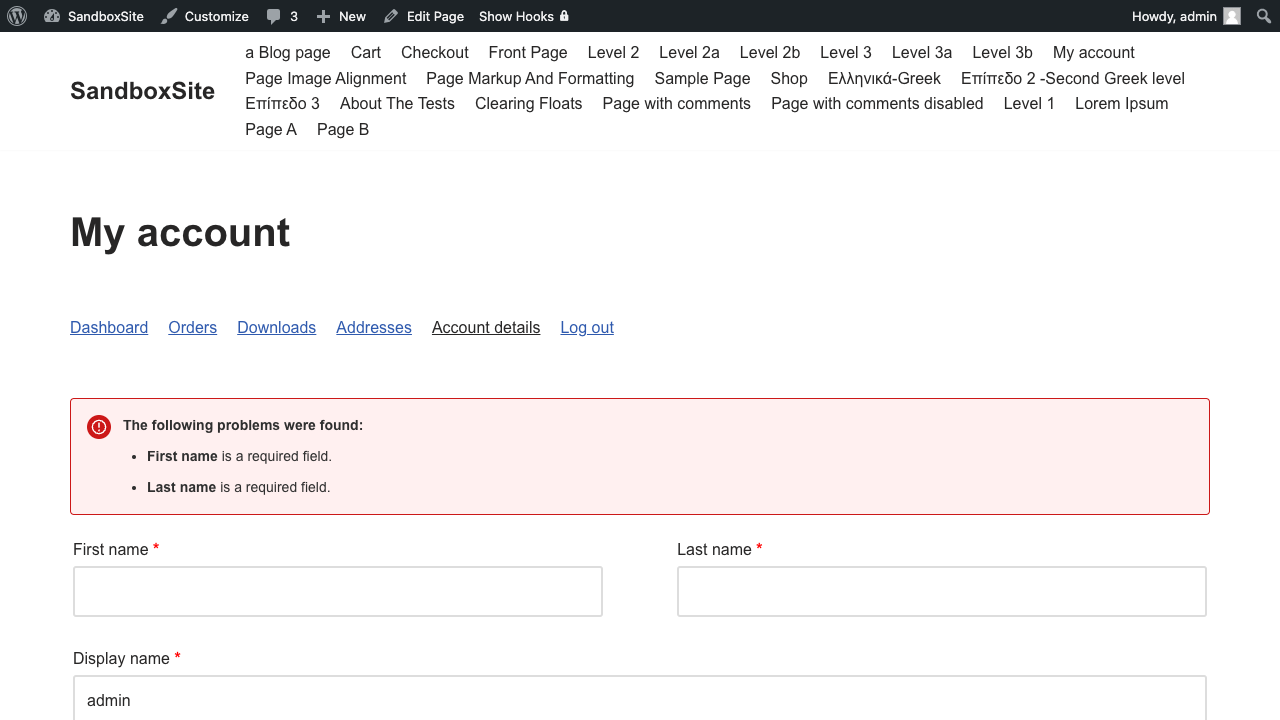 SandboxSite Customize 3 New Edit Page Show Hooks Howdy, admin
SandboxSite
a Blog page Cart Checkout Front Page Level 2 Level 2a Level 2b Level 3 Level 3a Level 3b My account
Page Image Alignment Page Markup And Formatting Sample Page Shop Ελληνικά-Greek Επίπεδο 2 -Second Greek level
Επίπεδο 3 About The Tests Clearing Floats Page with comments Page with comments disabled Level 1 Lorem Ipsum
Page A Page B
My account
Dashboard Orders Downloads Addresses Account details Log out
The following problems were found:
• First name is a required field.
• Last name is a required field.
First name * Last name *
Display name *
admin